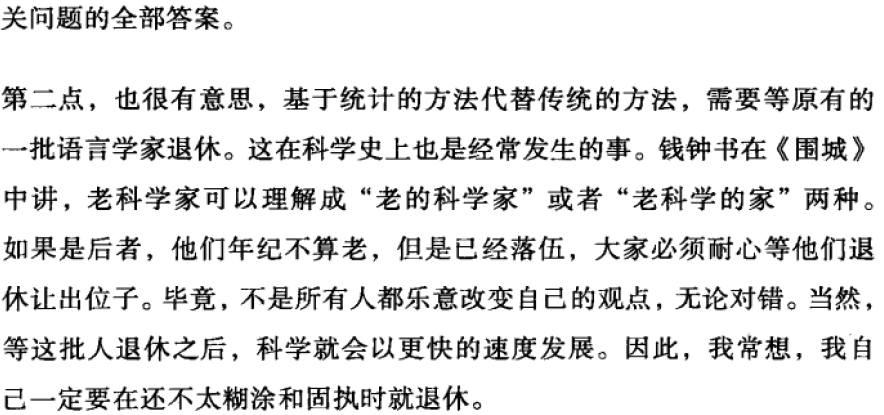 关问题的全部答案。
第二点，也很有意思，基于统计的方法代替传统的方法，需要等原有的
一批语言学家退休。这在科学史上也是经常发生的事。钱钟书在《围城》
中讲，老科学家可以理解成“老的科学家”或者“老科学的家”两种。
如果是后者，他们年纪不算老，但是已经落伍，大家必须耐心等他们退
休让出位子。毕竟，不是所有人都乐意改变自己的观点，无论对错。当然，
等这批人退休之后，科学就会以更快的速度发展。因此，我常想，我自
己一定要在还不太糊涂和固执时就退休。